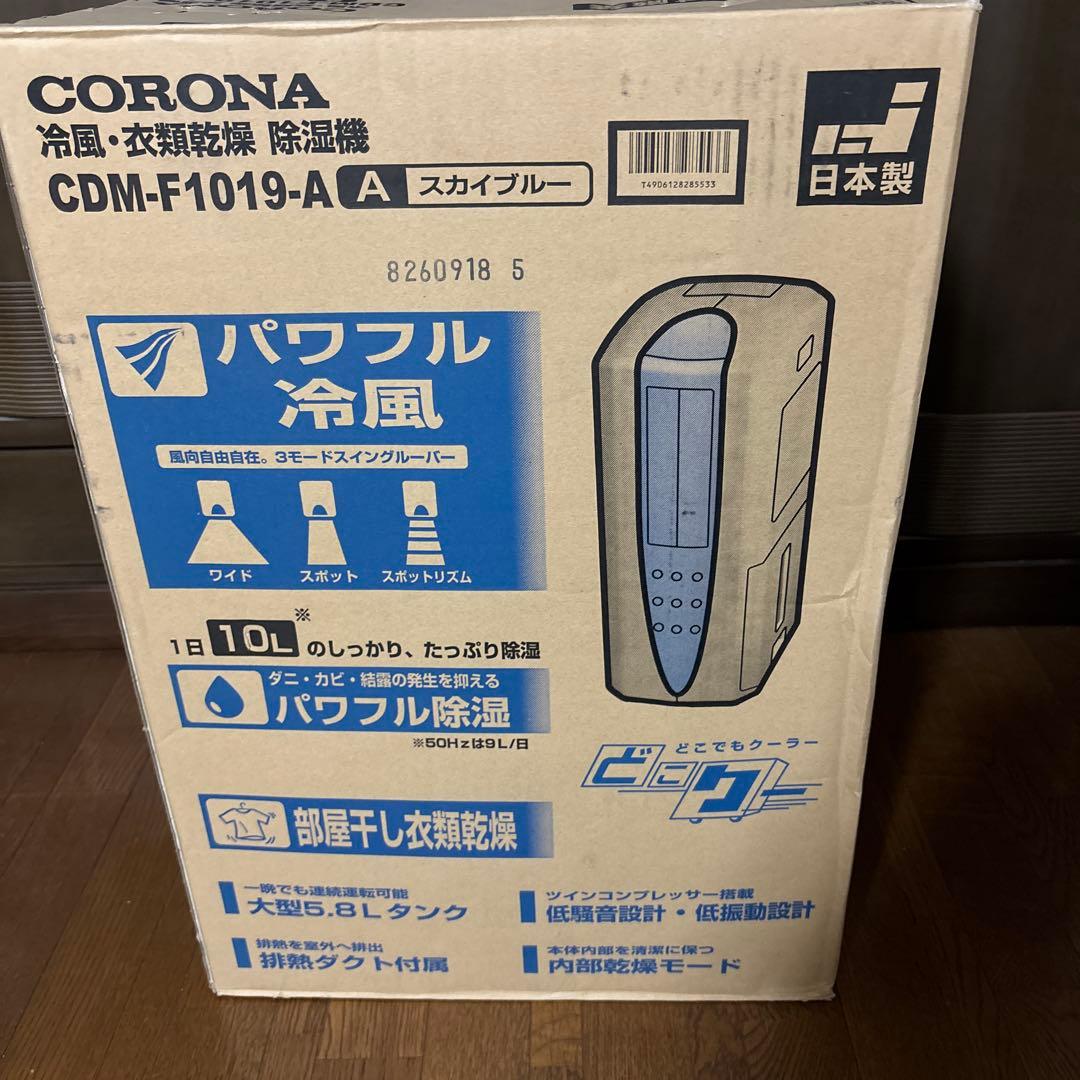 CORONA
冷風・衣類乾燥 除湿機
CDM-F1019-A A スカイブルー
T4906128285533
日本製
8260918 5
パワフル
冷風
風向自由自在。3モードスイングルーバー
ワイド スポット スポットリズム
1日 10L※ のしっかり、たっぷり除湿
ダニ・カビ・結露の発生を抑える
パワフル除湿
※50Hzは9L/日
どこでもクーラー
どこクー
部屋干し衣類乾燥
一晩でも連続運転可能
大型5.8Lタンク
ツインコンプレッサー搭載
低騒音設計・低振動設計
排熱を室外へ排出
排熱ダクト付属
本体内部を清潔に保つ
内部乾燥モード